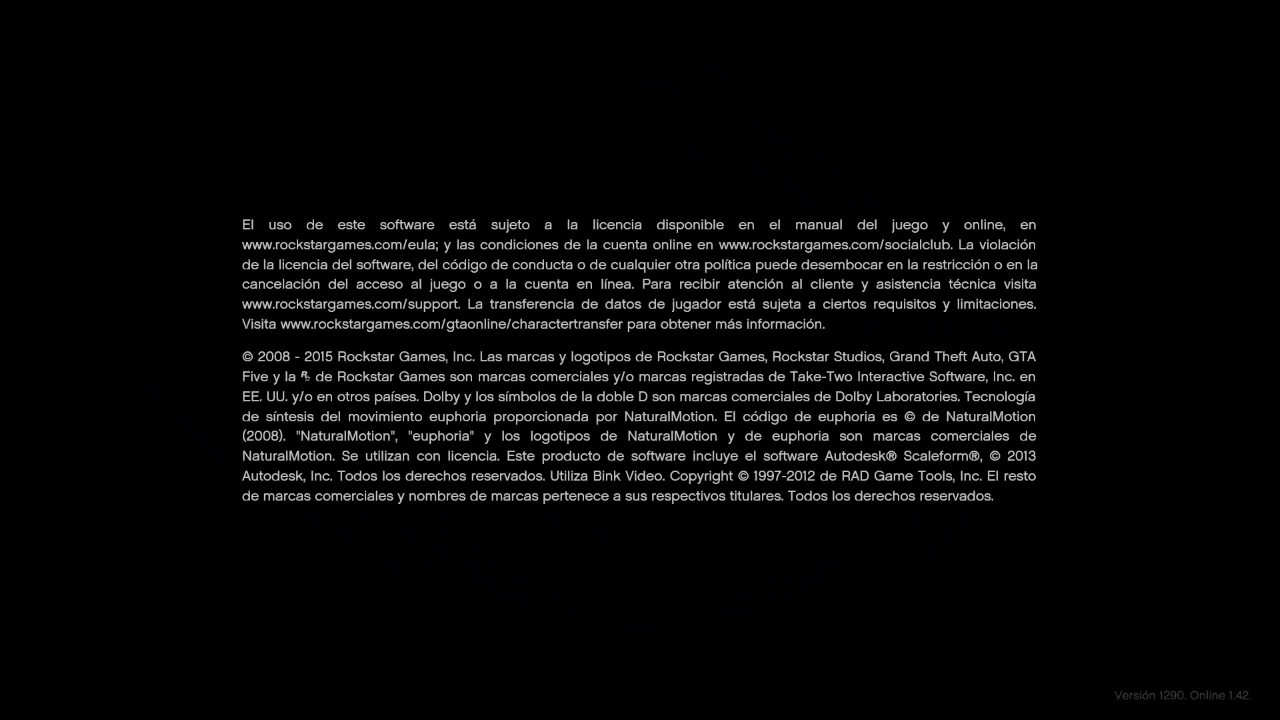 El uso de este software está sujeto a la licencia disponible en el manual del juego y online, en
www.rockstargames.com/eula; y las condiciones de la cuenta online en www.rockstargames.com/socialclub. La violación
de la licencia del software, del código de conducta o de cualquier otra política puede desembocar en la restricción o en la
cancelación del acceso al juego o a la cuenta en línea. Para recibir atención al cliente y asistencia técnica visita
www.rockstargames.com/support. La transferencia de datos de jugador está sujeta a ciertos requisitos y limitaciones.
Visita www.rockstargames.com/gtaonline/charactertransfer para obtener más información.
© 2008 - 2015 Rockstar Games, Inc. Las marcas y logotipos de Rockstar Games, Rockstar Studios, Grand Theft Auto, GTA
Five y la R* de Rockstar Games son marcas comerciales y/o marcas registradas de Take-Two Interactive Software, Inc. en
EE. UU. y/o en otros países. Dolby y los símbolos de la doble D son marcas comerciales de Dolby Laboratories. Tecnología
de síntesis del movimiento euphoria proporcionada por NaturalMotion. El código de euphoria es © de NaturalMotion
(2008). "NaturalMotion", "euphoria" y los logotipos de NaturalMotion y de euphoria son marcas comerciales de
NaturalMotion. Se utilizan con licencia. Este producto de software incluye el software Autodesk® Scaleform®, © 2013
Autodesk, Inc. Todos los derechos reservados. Utiliza Bink Video. Copyright © 1997-2012 de RAD Game Tools, Inc. El resto
de marcas comerciales y nombres de marcas pertenece a sus respectivos titulares. Todos los derechos reservados.
Versión 1290. Online 1.42.